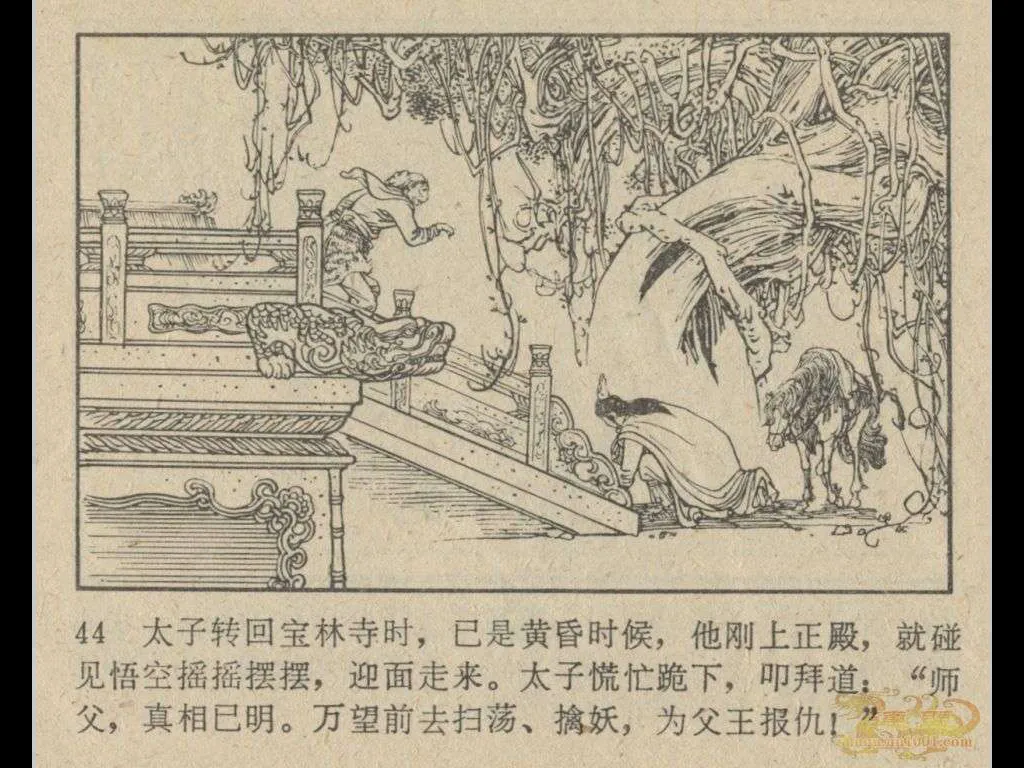 44 太子转回宝林寺时，已是黄昏时候，他刚上正殿，就碰
见悟空摇摇摆摆，迎面走来。太子慌忙跪下，叩拜道：“师
父，真相已明。万望前去扫荡、擒妖，为父王报仇！”